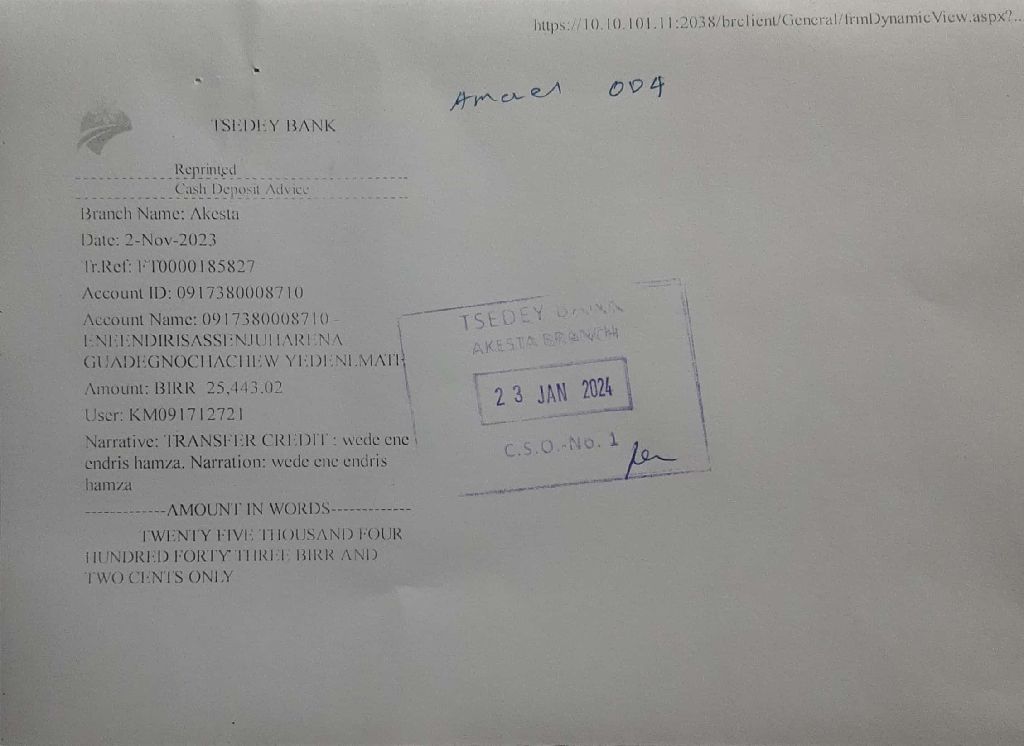 https://10.10.101.11:2038/brclient/General/frmDynamicView.aspx?...
004
TSEDEY BANK
Reprinted
Cash Deposit Advice
Branch Name: Akesta
Date: 2-Nov-2023
Tr.Ref: FT0000185827
Account ID: 0917380008710
Account Name: 0917380008710 -
ENEENDIRISASSENJUHARENA
GUADEGNOCHACHEW YEDENLMATE
Amount: BIRR 25,443.02
User: KM091712721
Narrative: TRANSFER CREDIT : wede ene
endris hamza. Narration: wede ene endris
hamza
-------------AMOUNT IN WORDS-------------
TWENTY FIVE THOUSAND FOUR
HUNDRED FORTY THREE BIRR AND
TWO CENTS ONLY
TSEDEY BANK
AKESTA BRANCH
23 JAN 2024
C.S.O.-No. 1